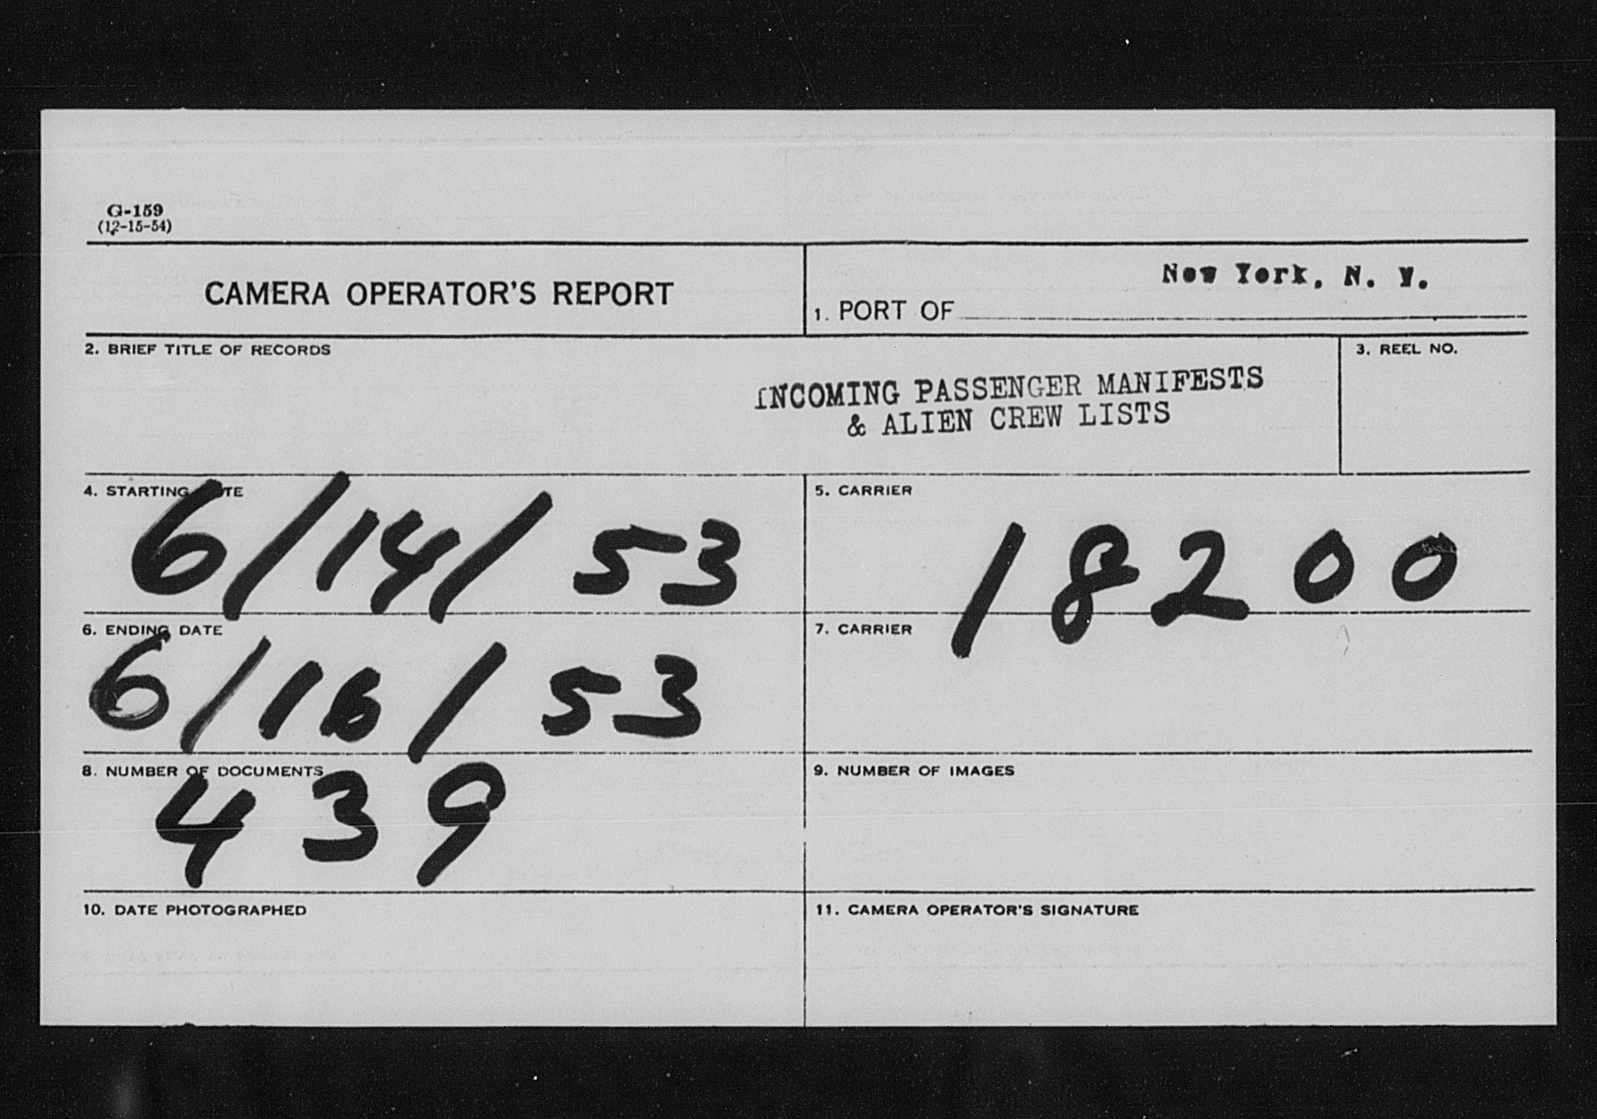 G-159
(12-15-54)
CAMERA OPERATOR'S REPORT
New York, N. Y.
1. PORT OF
2. BRIEF TITLE OF RECORDS
INCOMING PASSENGER MANIFESTS
& ALIEN CREW LISTS
3. REEL NO.
4. STARTING DATE
6/14/53
5. CARRIER
18200
6. ENDING DATE
6/16/53
7. CARRIER
8. NUMBER OF DOCUMENTS
439
9. NUMBER OF IMAGES
10. DATE PHOTOGRAPHED
11. CAMERA OPERATOR'S SIGNATURE